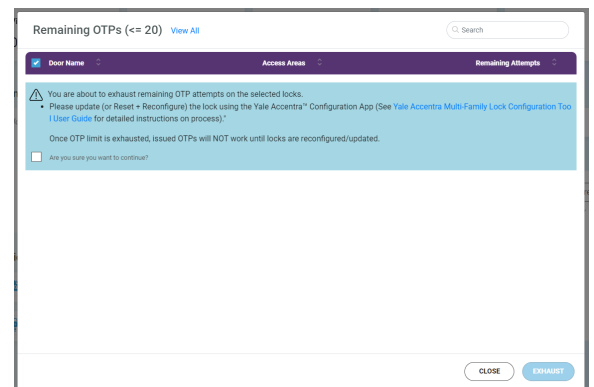 Remaining OTPs (<= 20) View All
Search
Door Name Access Areas Remaining Attempts
You are about to exhaust remaining OTP attempts on the selected locks.
• Please update (or Reset + Reconfigure) the lock using the Yale Accentra™ Configuration App (See Yale Accentra Multi-Family Lock Configuration Too
l User Guide for detailed instructions on process)."
Once OTP limit is exhausted, issued OTPs will NOT work until locks are reconfigured/updated.
Are you sure you want to continue?
CLOSE EXHAUST